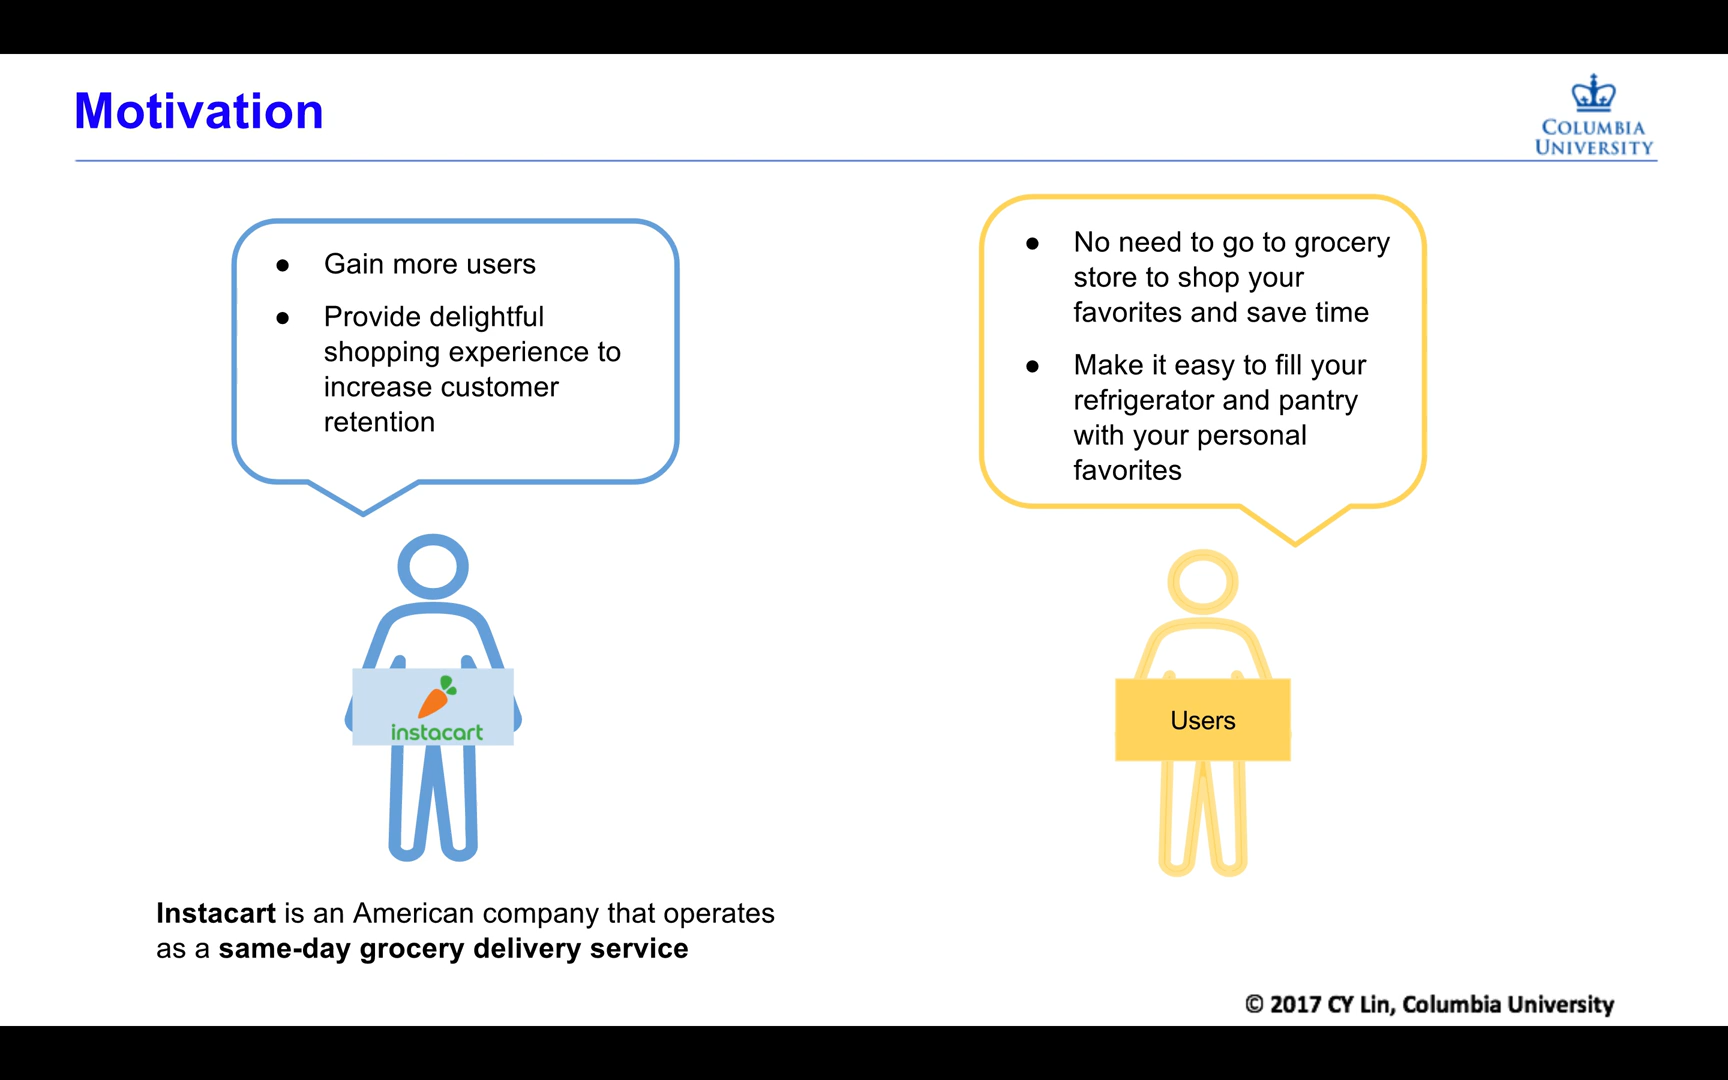 Motivation
COLUMBIA
UNIVERSITY
● Gain more users
● Provide delightful
shopping experience to
increase customer
retention
● No need to go to grocery
store to shop your
favorites and save time
● Make it easy to fill your
refrigerator and pantry
with your personal
favorites
instacart
Users
Instacart is an American company that operates
as a same-day grocery delivery service
© 2017 CY Lin, Columbia University